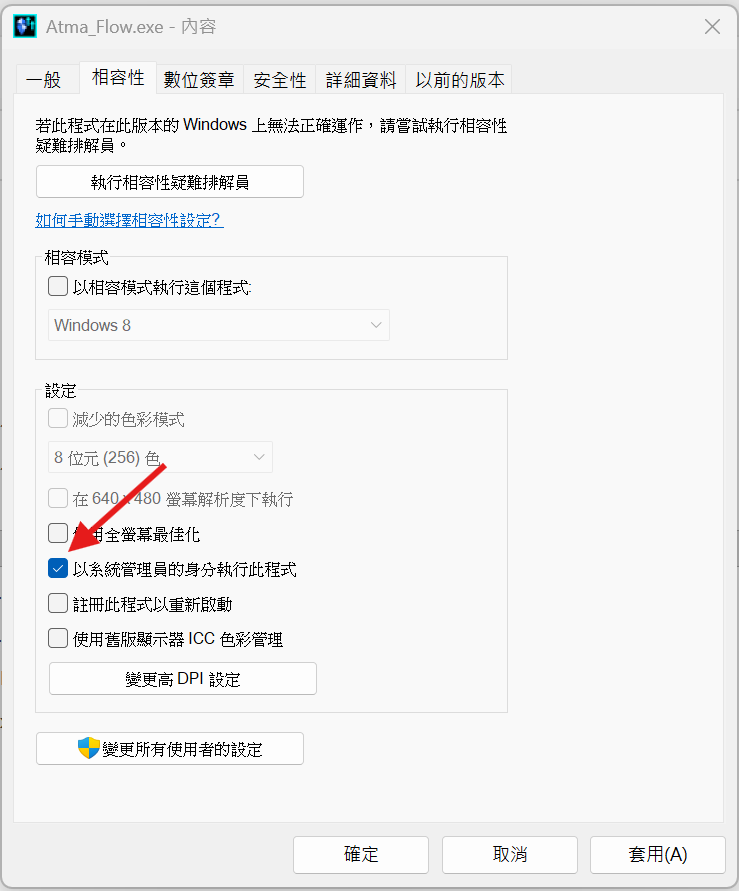 Atma_Flow.exe - 內容
一般 相容性 數位簽章 安全性 詳細資料 以前的版本
若此程式在此版本的 Windows 上無法正確運作，請嘗試執行相容性
疑難排解員。
執行相容性疑難排解員
如何手動選擇相容性設定?
相容模式
以相容模式執行這個程式:
Windows 8
設定
減少的色彩模式
8 位元 (256) 色
在 640 x 480 螢幕解析度下執行
用全螢幕最佳化
以系統管理員的身分執行此程式
註冊此程式以重新啟動
使用舊版顯示器 ICC 色彩管理
變更高 DPI 設定
變更所有使用者的設定
確定 取消 套用(A)